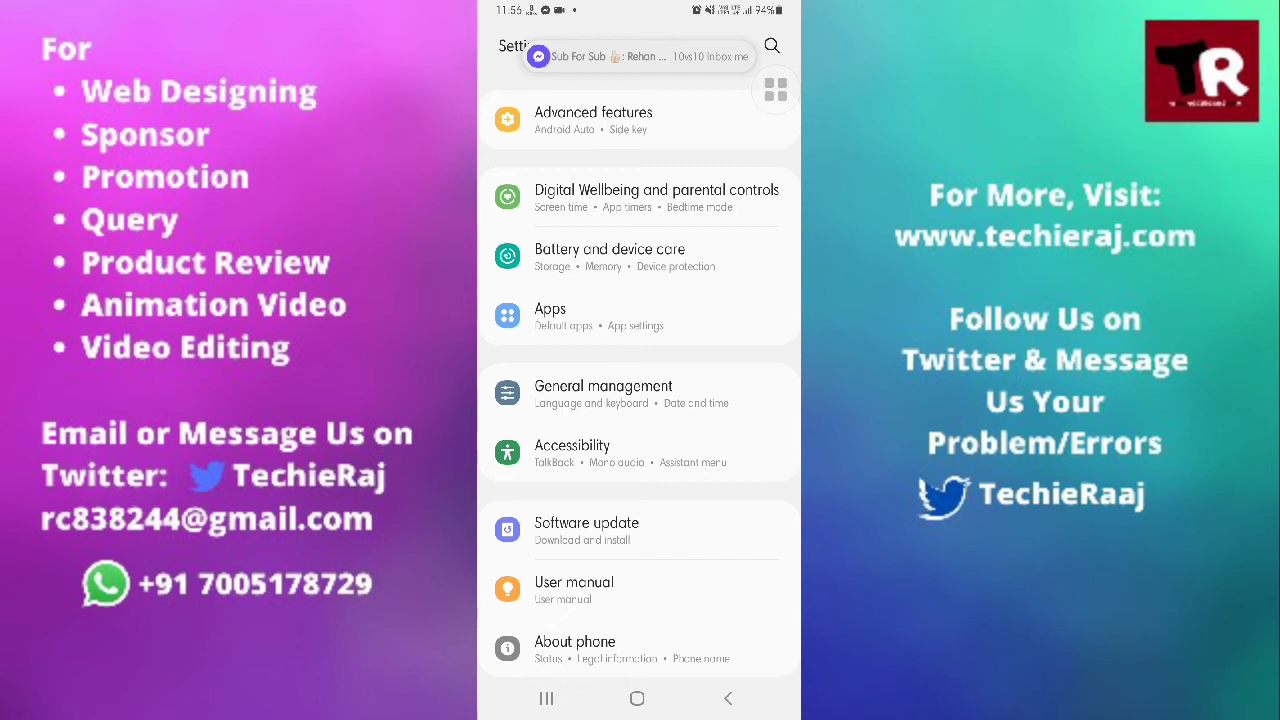 For
• Web Designing
• Sponsor
• Promotion
• Query
• Product Review
• Animation Video
• Video Editing
Email or Message Us on
Twitter: TechieRaj
rc838244@gmail.com
+91 7005178729
11:56
94%
Setti
Sub For Sub 👆🏻: Rehan ... 10vs10 inbox me
Advanced features
Android Auto • Side key
Digital Wellbeing and parental controls
Screen time • App timers • Bedtime mode
Battery and device care
Storage • Memory • Device protection
Apps
Default apps • App settings
General management
Language and keyboard • Date and time
Accessibility
TalkBack • Mono audio • Assistant menu
Software update
Download and install
User manual
User manual
About phone
Status • Legal information • Phone name
TR
For More, Visit:
www.techieraj.com
Follow Us on
Twitter & Message
Us Your
Problem/Errors
TechieRaaj